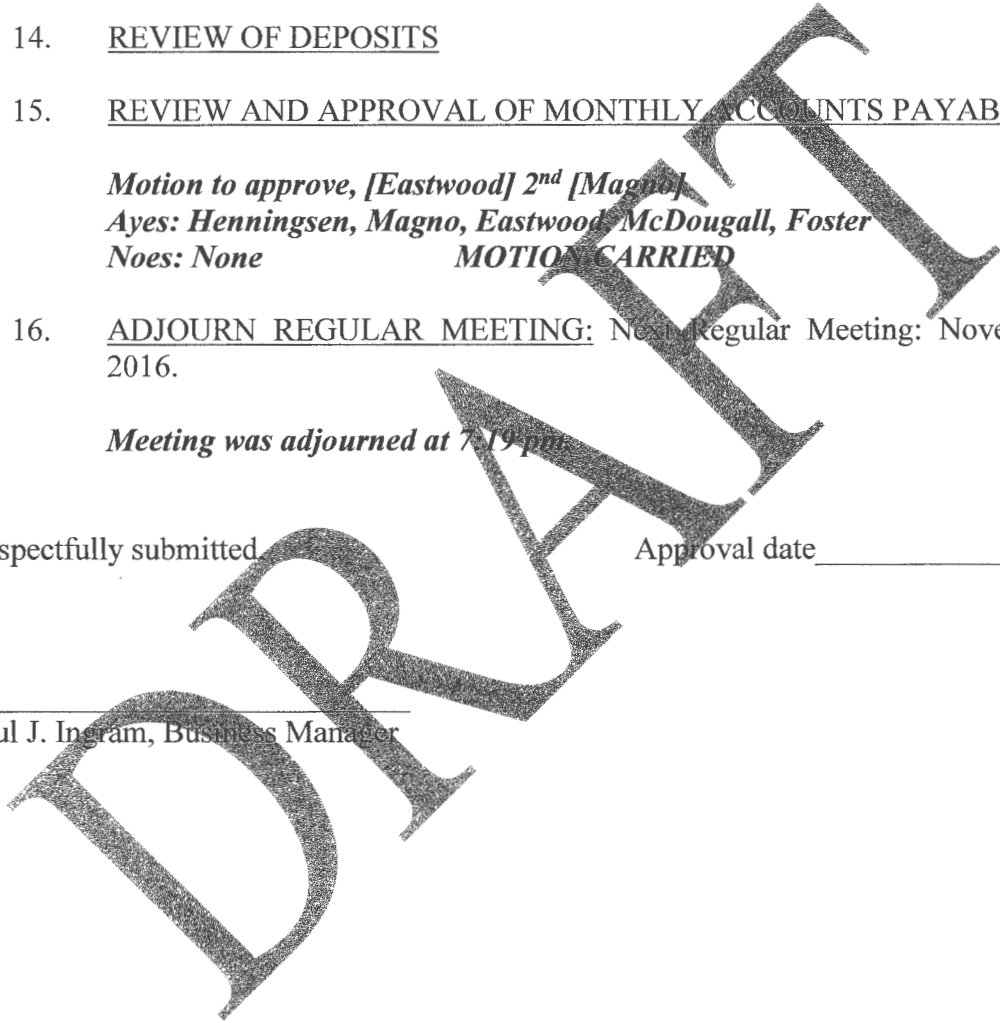 14. REVIEW OF DEPOSITS
15. REVIEW AND APPROVAL OF MONTHLY ACCOUNTS PAYAB
Motion to approve, [Eastwood] 2nd [Magno]
Ayes: Henningsen, Magno, Eastwood, McDougall, Foster
Noes: None MOTION CARRIED
16. ADJOURN REGULAR MEETING: Next Regular Meeting: Nove
2016.
Meeting was adjourned at 7:19 pm.
spectfully submitted, Approval date
ul J. Ingram, Business Manager
DRAFT